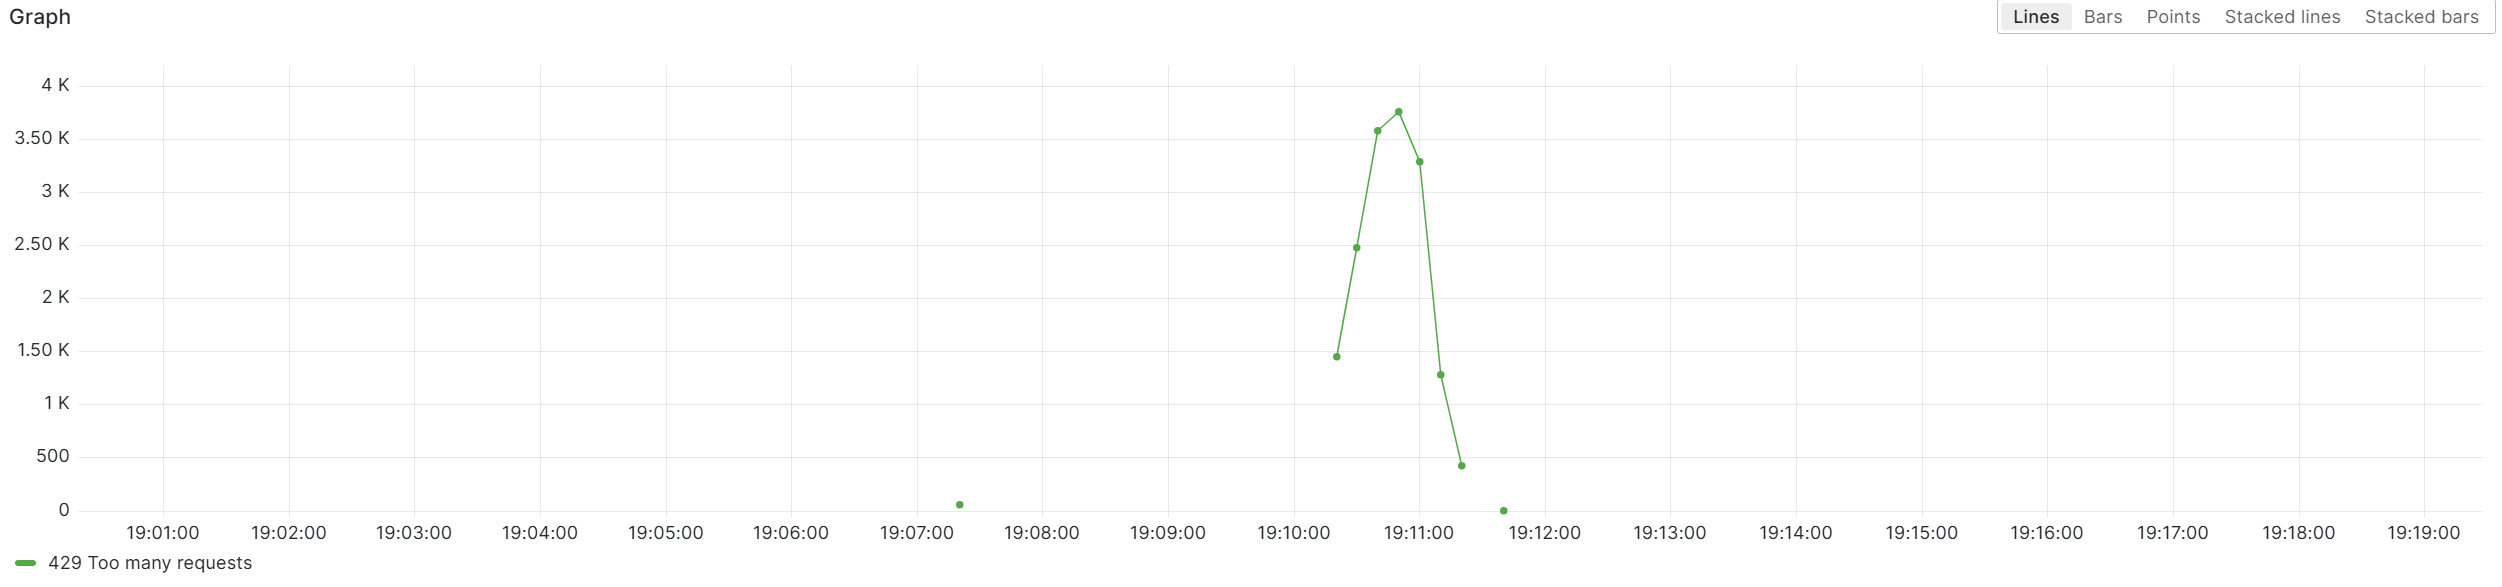 Graph
Lines Bars Points Stacked lines Stacked bars
4 K
3.50 K
3 K
2.50 K
2 K
1.50 K
1 K
500
0
19:01:00 19:02:00 19:03:00 19:04:00 19:05:00 19:06:00 19:07:00 19:08:00 19:09:00 19:10:00 19:11:00 19:12:00 19:13:00 19:14:00 19:15:00 19:16:00 19:17:00 19:18:00 19:19:00
429 Too many requests